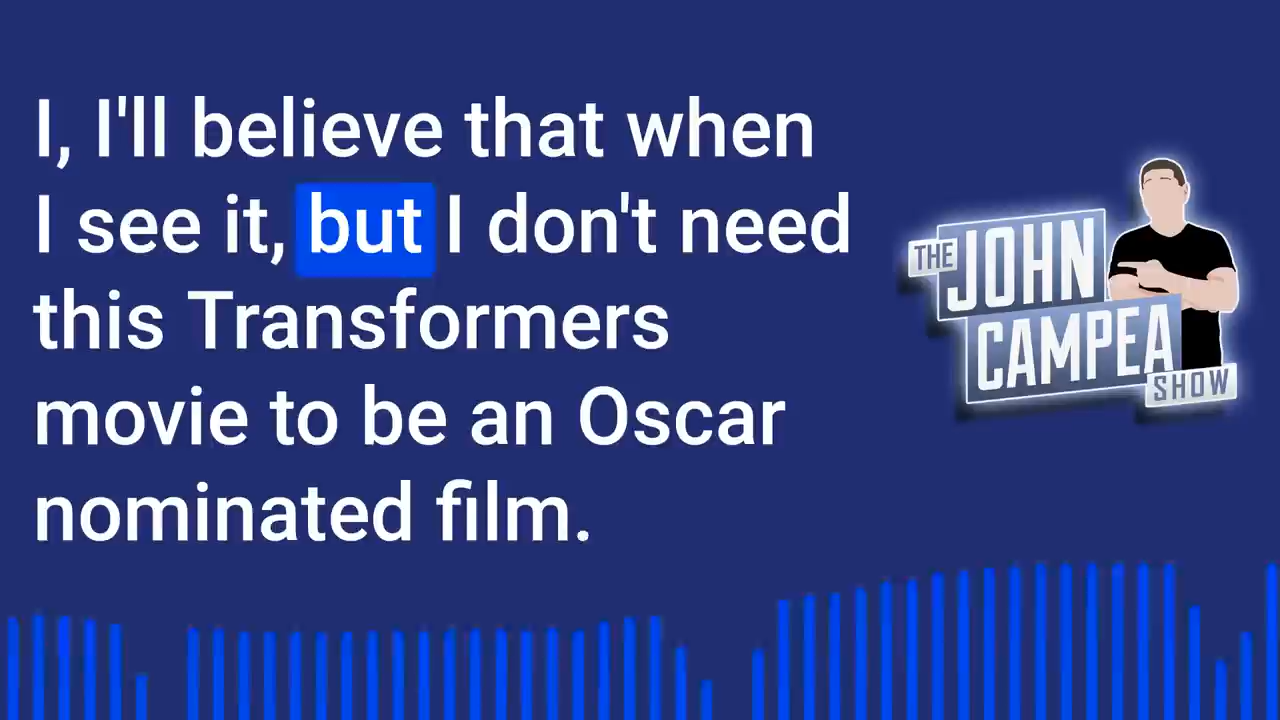 I, I'll believe that when
I see it, but I don't need
this Transformers
movie to be an Oscar
nominated film.
THE
JOHN
CAMPEA
SHOW